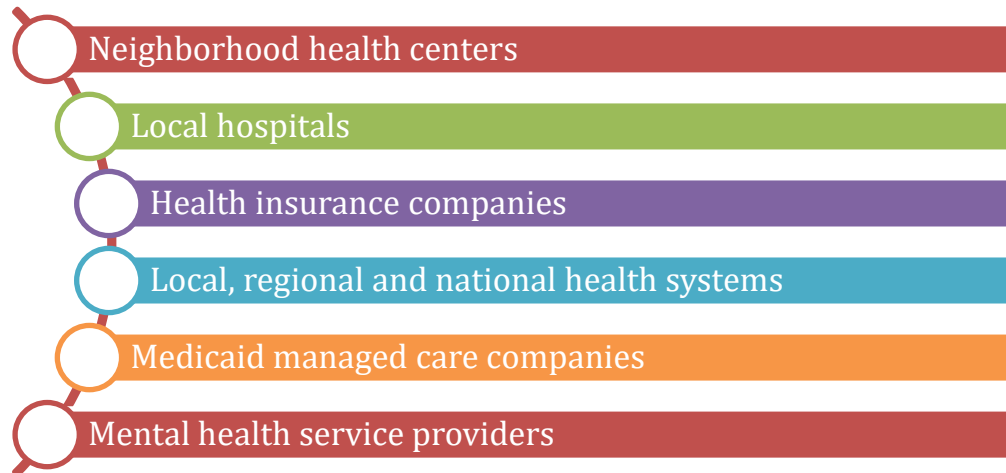 Neighborhood health centers
Local hospitals
Health insurance companies
Local, regional and national health systems
Medicaid managed care companies
Mental health service providers